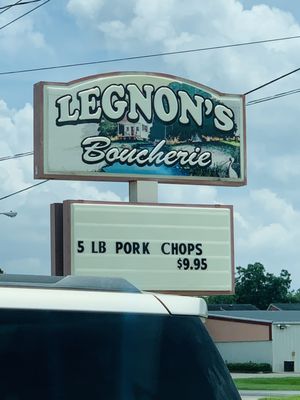 LEGNON'S
Boucherie
5 LB PORK CHOPS
$9.95